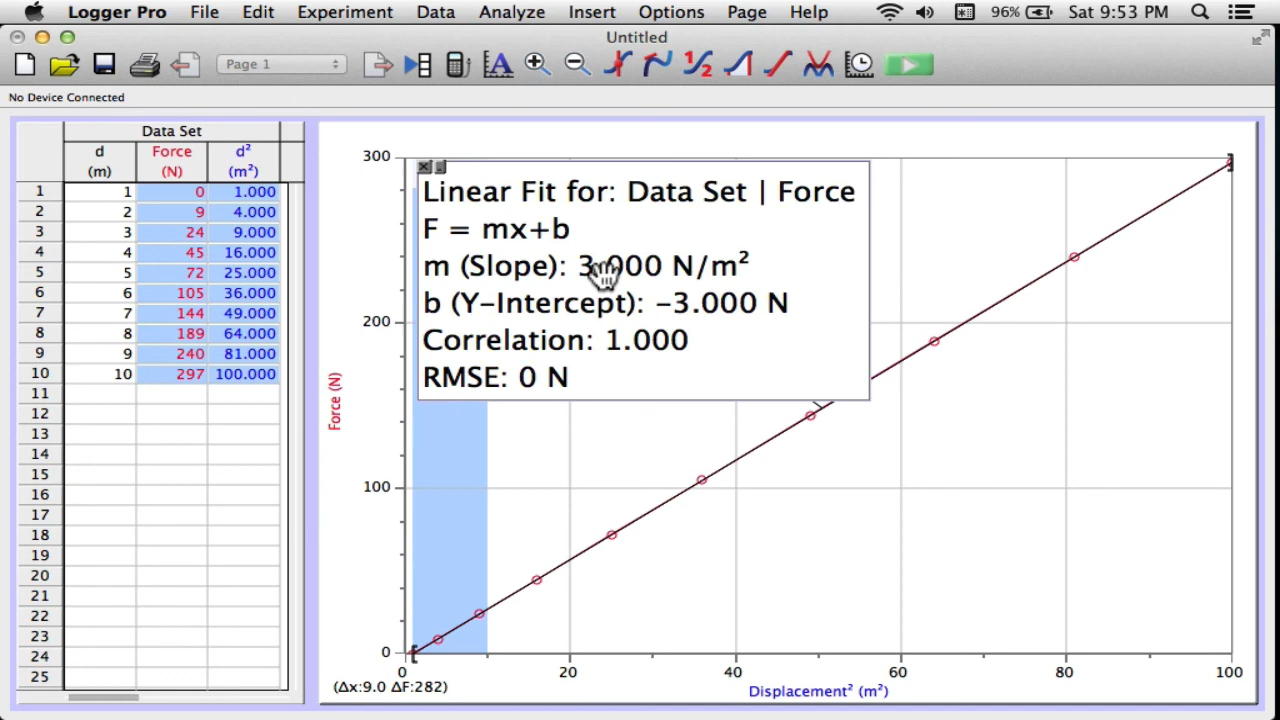 Logger Pro File Edit Experiment Data Analyze Insert Options Page Help 96% Sat 9:53 PM
Untitled
Page 1
No Device Connected
Data Set
d Force d²
(m) (N) (m²)
1 1 0 1.000
2 2 9 4.000
3 3 24 9.000
4 4 45 16.000
5 5 72 25.000
6 6 105 36.000
7 7 144 49.000
8 8 189 64.000
9 9 240 81.000
10 10 297 100.000
11
12
13
14
15
16
17
18
19
20
21
22
23
24
25
Linear Fit for: Data Set | Force
F = mx+b
m (Slope): 3.000 N/m²
b (Y-Intercept): -3.000 N
Correlation: 1.000
RMSE: 0 N
300
200
100
0
Force (N)
0 20 40 60 80 100
(Δx:9.0 ΔF:282)
Displacement² (m²)